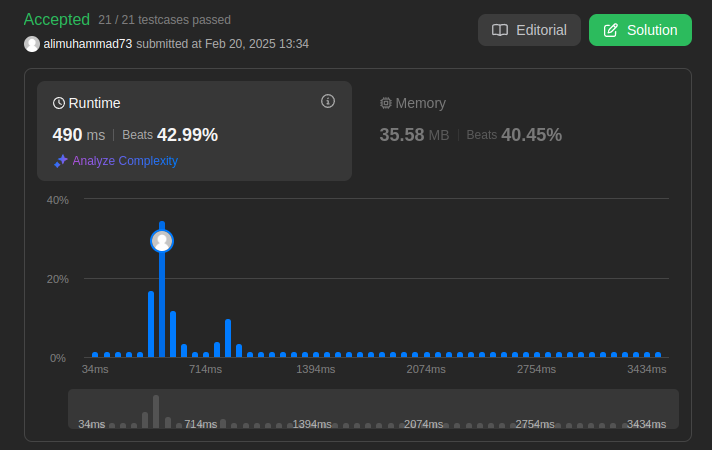 Accepted 21 / 21 testcases passed
alimuhammad73 submitted at Feb 20, 2025 13:34
Editorial
Solution
Runtime
490 ms | Beats 42.99%
Analyze Complexity
Memory
35.58 MB | Beats 40.45%
40%
20%
0%
34ms 714ms 1394ms 2074ms 2754ms 3434ms
34ms 714ms 1394ms 2074ms 2754ms 3434ms